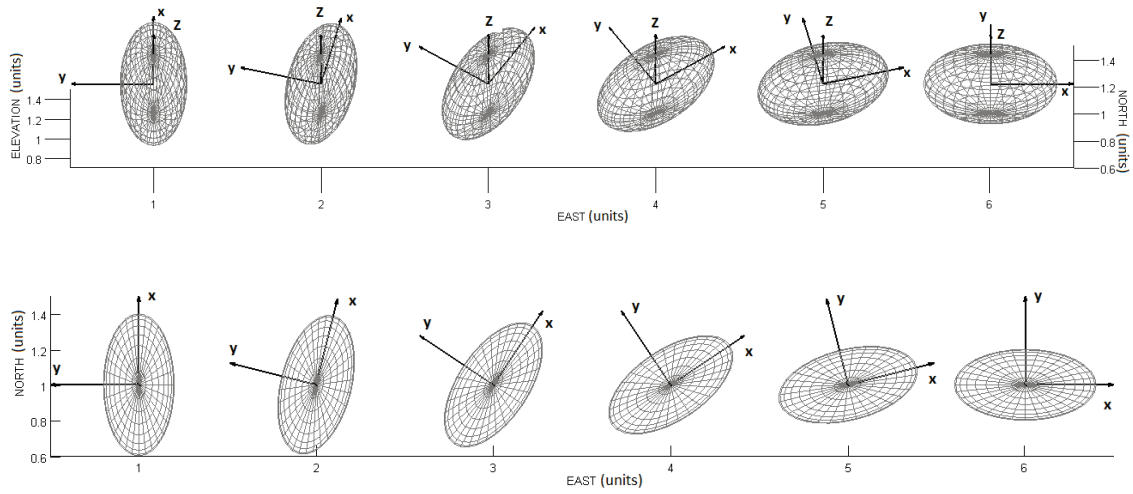 x Z y
Z x y
Z x y
Z y x
y Z x
y Z x
ELEVATION (units)
1.4
1.2
1
0.8
1.4
1.2
1
0.8
0.6
NORTH (units)
1 2 3 4 5 6
EAST (units)
NORTH (units)
1.4
1.2
1
0.8
0.6
x y
x y
x y
y x
y x
y x
1 2 3 4 5 6
EAST (units)